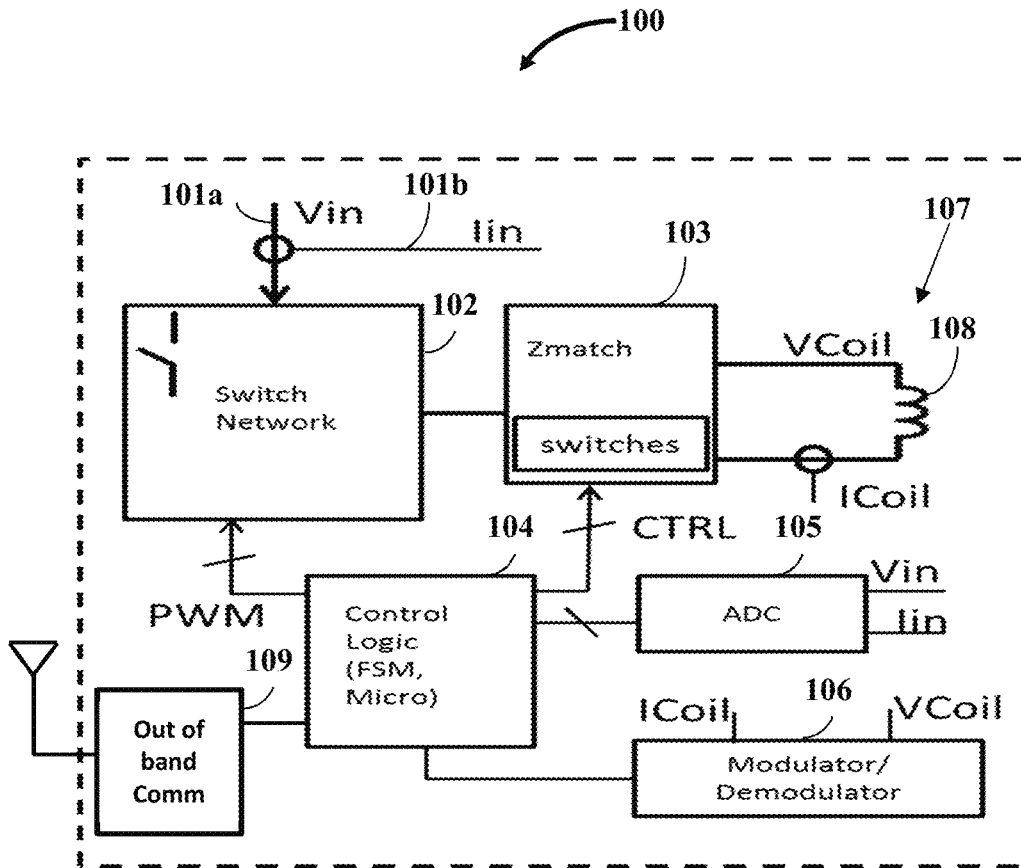 100
101a
Vin
101b
Iin
103
107
102
108
Zmatch
VCoil
Switch
Network
switches
ICoil
104
CTRL
105
PWM
Control
Logic
(FSM,
Micro)
ADC
Vin
Iin
109
106
ICoil
VCoil
Out of
band
Comm
Modulator/
Demodulator